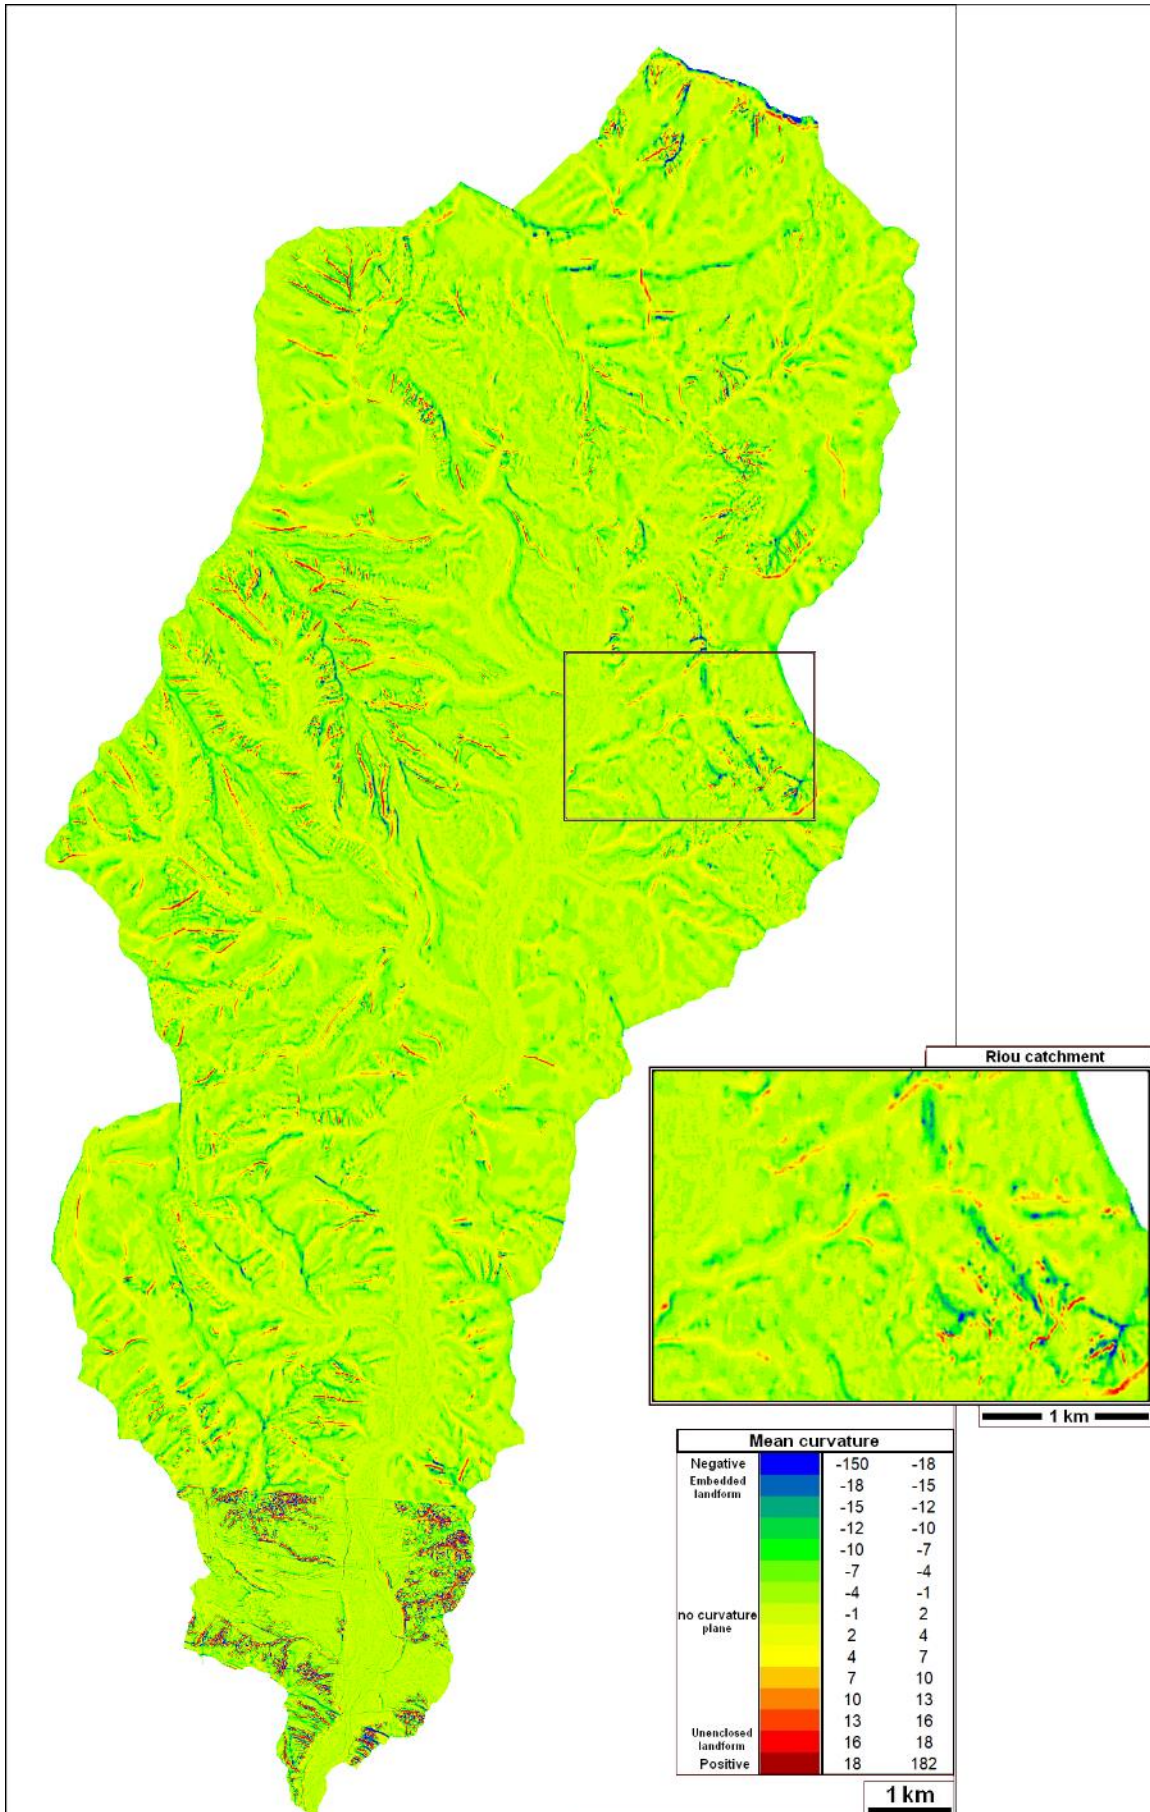 Riou catchment
1 km
Mean curvature
Negative -150 -18
Embedded landform -18 -15
-15 -12
-12 -10
-10 -7
-7 -4
-4 -1
no curvature plane -1 2
2 4
4 7
7 10
10 13
13 16
Unenclosed landform 16 18
Positive 18 182
1 km